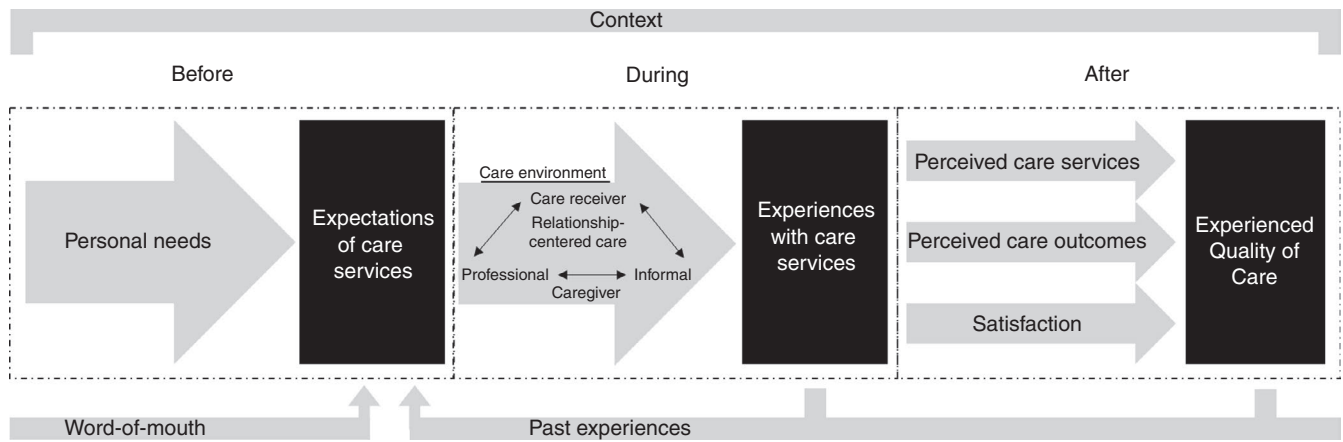 Context
Before
During
After
Personal needs
Expectations
of care
services
Care environment
Care receiver
Relationship-
centered care
Professional
Informal
Caregiver
Experiences
with care
services
Perceived care services
Perceived care outcomes
Satisfaction
Experienced
Quality of
Care
Word-of-mouth
Past experiences